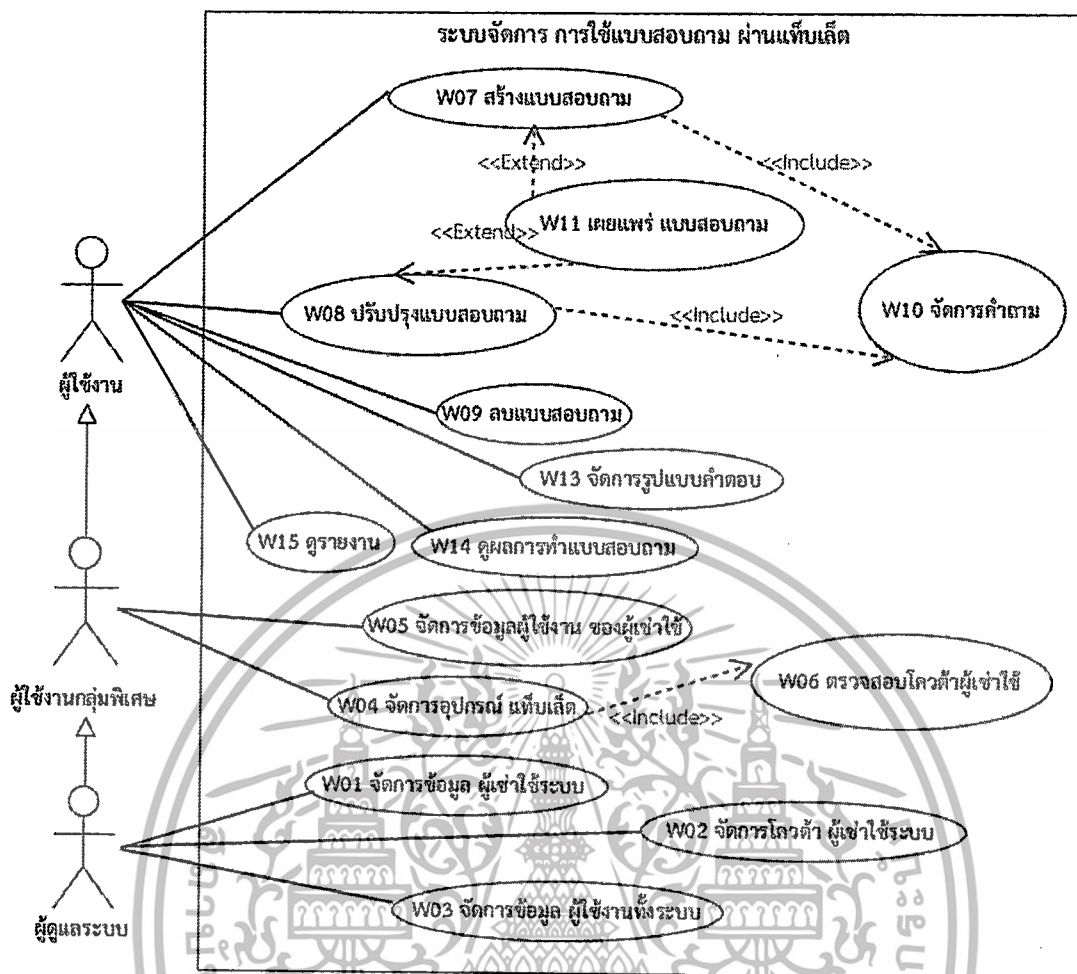 ระบบจัดการ การใช้แบบสอบถาม ผ่านแท็บเล็ต
W07 สร้างแบบสอบถาม
<<Extend>>
<<Include>>
W11 เผยแพร่ แบบสอบถาม
<<Extend>>
W08 ปรับปรุงแบบสอบถาม
<<Include>>
W10 จัดการคำถาม
ผู้ใช้งาน
W09 ลบแบบสอบถาม
W13 จัดการรูปแบบคำตอบ
W15 ดูรายงาน
W14 ดูผลการทำแบบสอบถาม
W05 จัดการข้อมูลผู้ใช้งาน ของผู้เช่าใช้
W06 ตรวจสอบโควต้าผู้เช่าใช้
ผู้ใช้งานกลุ่มพิเศษ
W04 จัดการอุปกรณ์ แท็บเล็ต
<<Include>>
W01 จัดการข้อมูล ผู้เช่าใช้ระบบ
W02 จัดการโควต้า ผู้เช่าใช้ระบบ
W03 จัดการข้อมูล ผู้ใช้งานทั้งระบบ
ผู้ดูแลระบบ